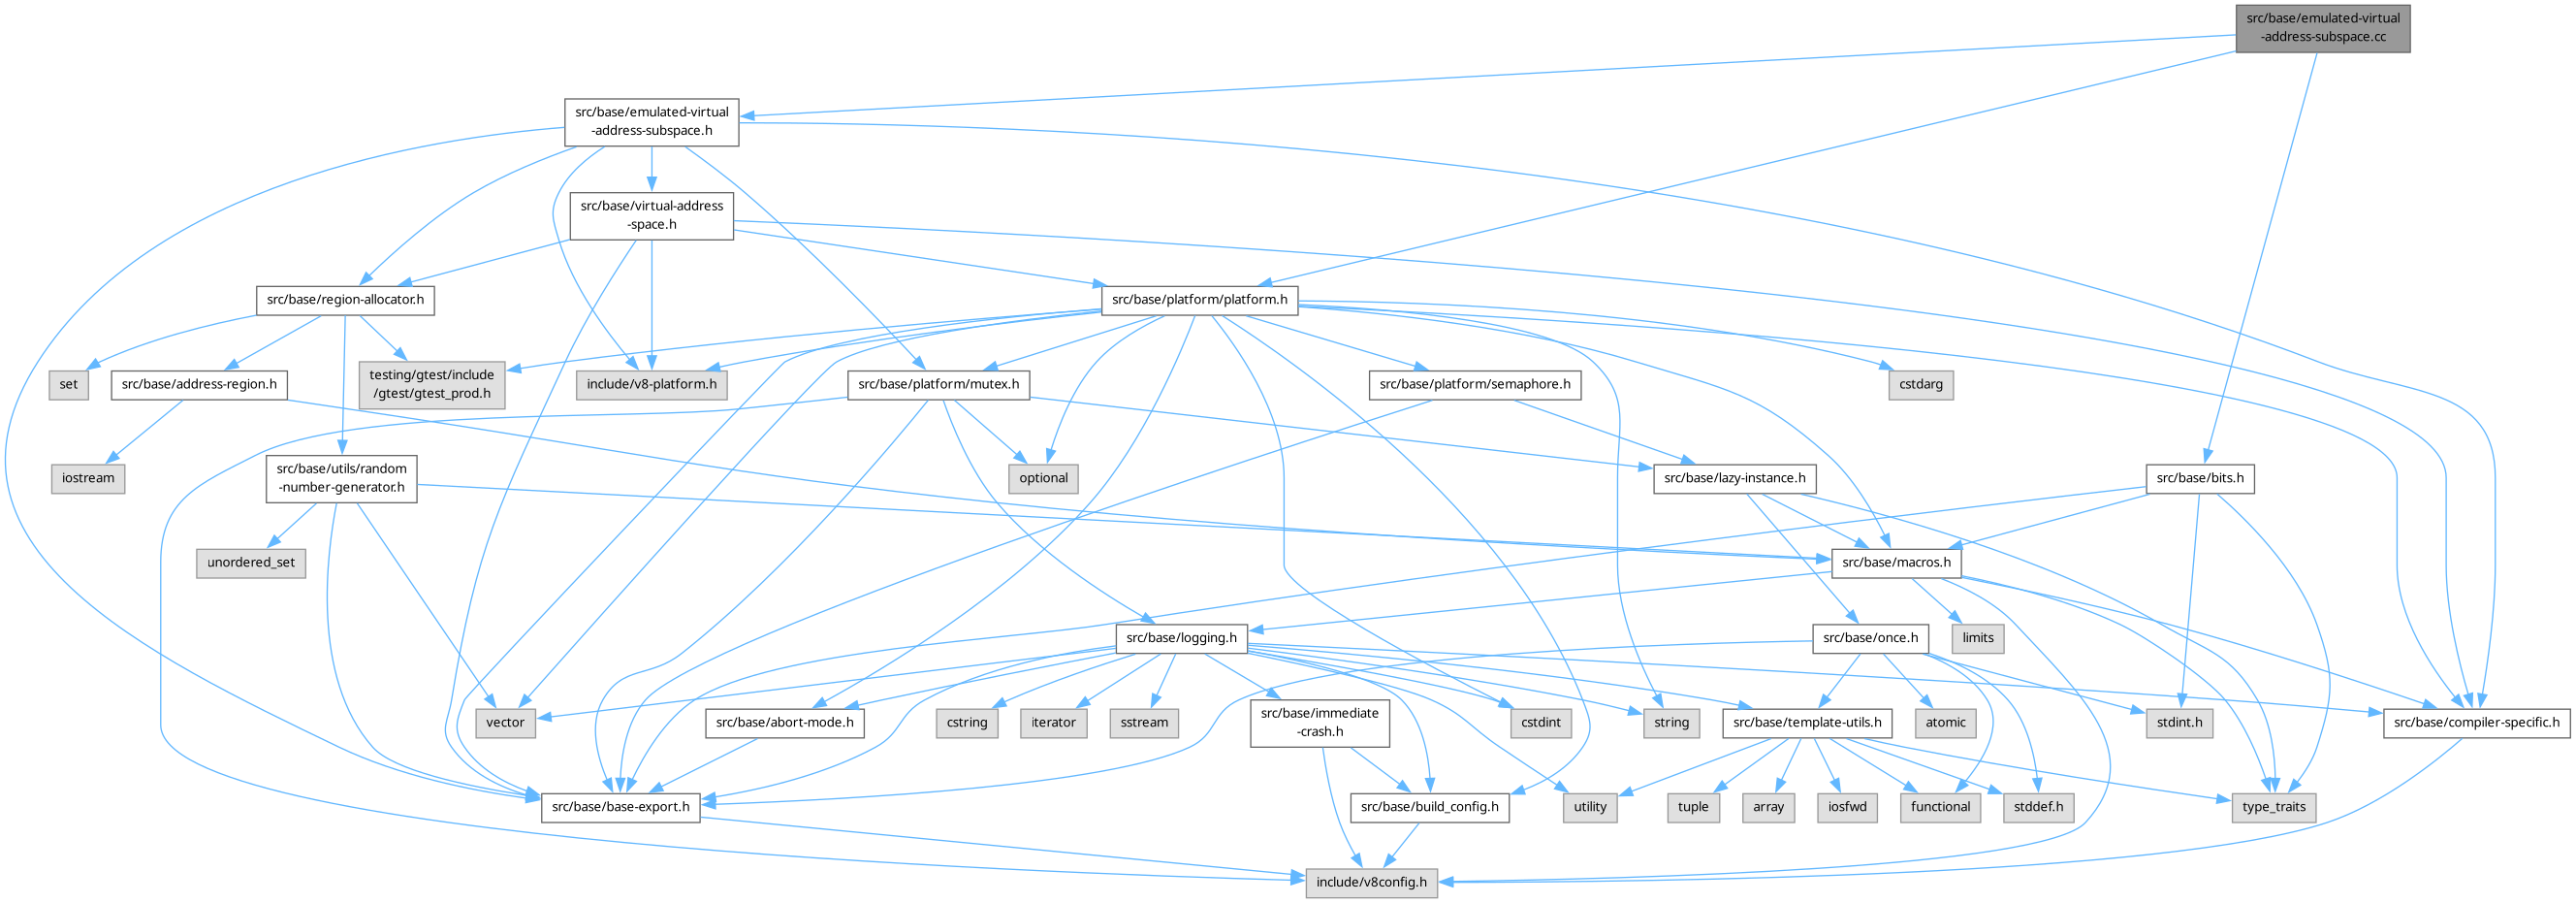 src/base/emulated-virtual
-address-subspace.cc
src/base/emulated-virtual
-address-subspace.h
src/base/virtual-address
-space.h
src/base/region-allocator.h
src/base/platform/platform.h
set
src/base/address-region.h
testing/gtest/include
/gtest/gtest_prod.h
include/v8-platform.h
src/base/platform/mutex.h
src/base/platform/semaphore.h
cstdarg
iostream
src/base/utils/random
-number-generator.h
optional
src/base/lazy-instance.h
src/base/bits.h
unordered_set
src/base/macros.h
src/base/logging.h
src/base/once.h
limits
vector
src/base/abort-mode.h
cstring
iterator
sstream
src/base/immediate
-crash.h
cstdint
string
src/base/template-utils.h
atomic
stdint.h
src/base/compiler-specific.h
src/base/base-export.h
src/base/build_config.h
utility
tuple
array
iosfwd
functional
stddef.h
type_traits
include/v8config.h